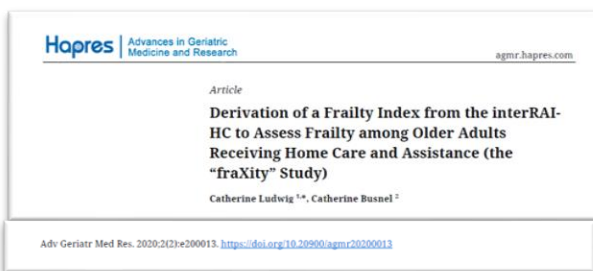 Hapres
Advances in Geriatric
Medicine and Research
agmr.hapres.com
Article
Derivation of a Frailty Index from the interRAI-
HC to Assess Frailty among Older Adults
Receiving Home Care and Assistance (the
“fraXity” Study)
Catherine Ludwig 1,*, Catherine Busnel 2
Adv Geriatr Med Res. 2020;2(2):e200013. https://doi.org/10.20900/agmr20200013